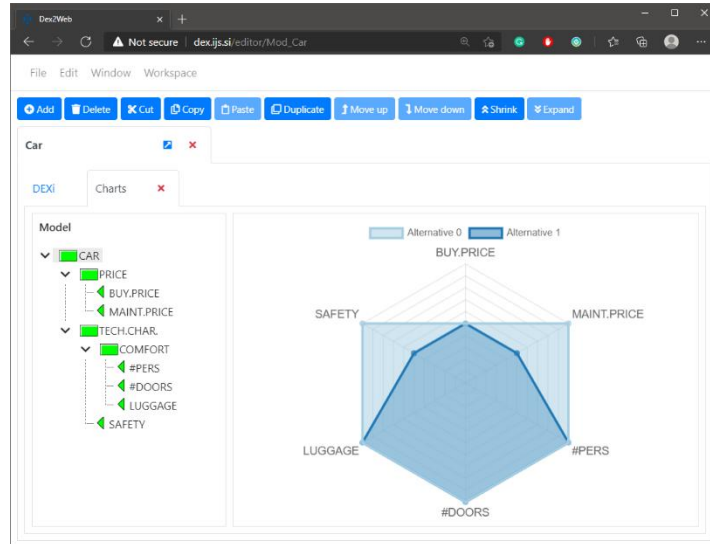 Dex2Web
Not secure | dex.ijs.si/editor/Mod_Car
File Edit Window Workspace
Add Delete Cut Copy Paste Duplicate Move up Move down Shrink Expand
Car
DEXi Charts
Model
CAR
PRICE
BUY.PRICE
MAINT.PRICE
TECH.CHAR.
COMFORT
#PERS
#DOORS
LUGGAGE
SAFETY
Alternative 0 Alternative 1
BUY.PRICE
SAFETY MAINT.PRICE
LUGGAGE #PERS
#DOORS